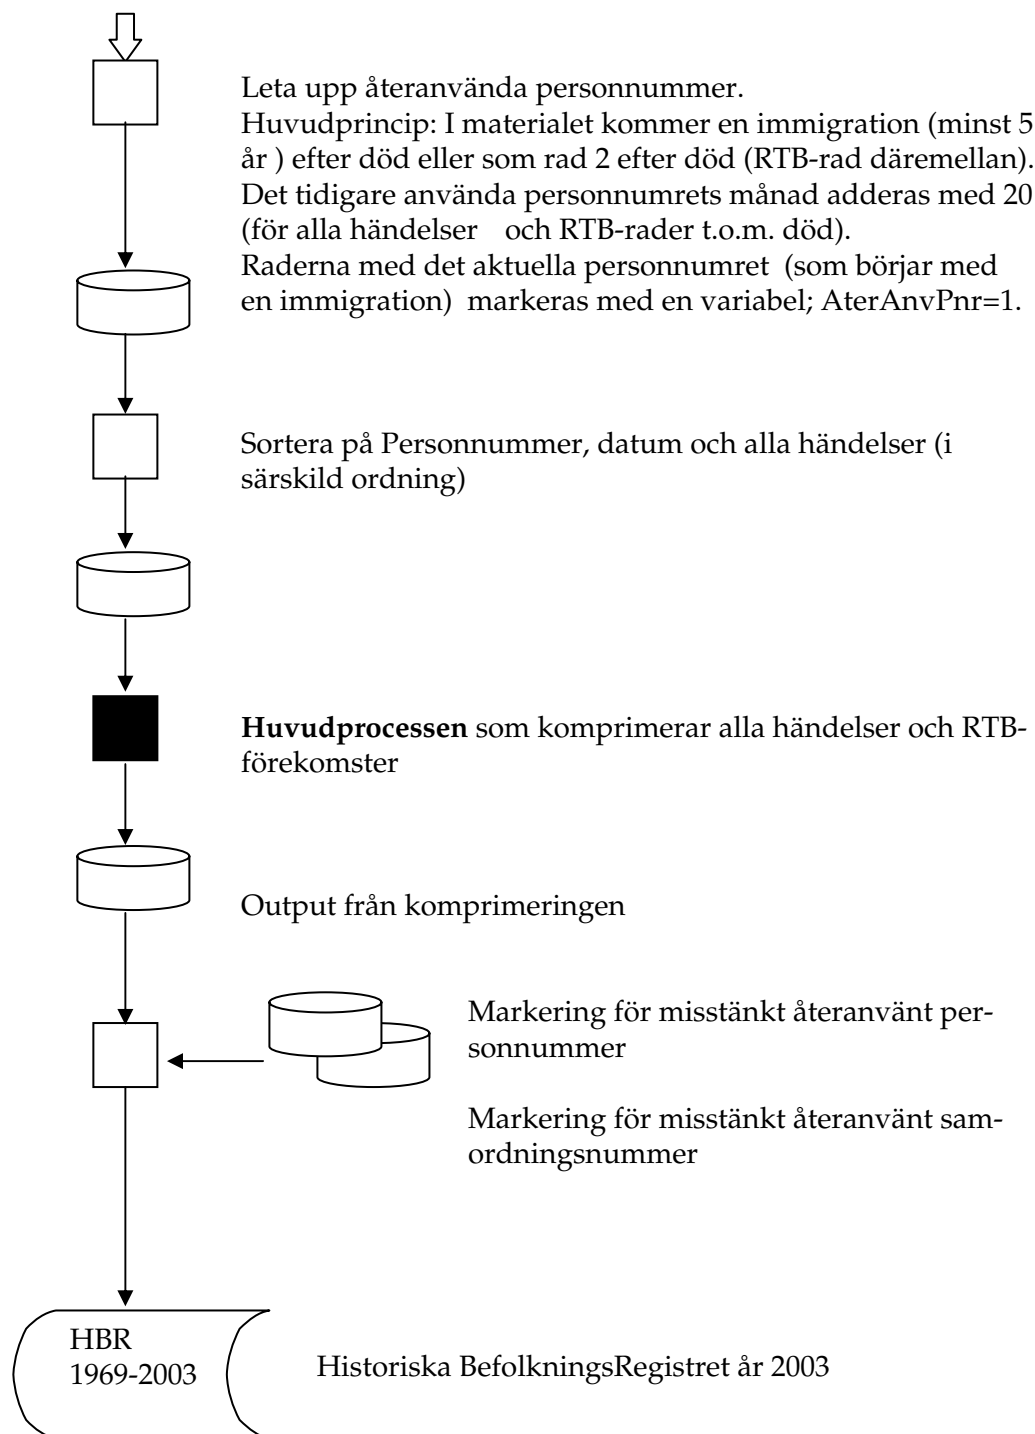 Leta upp återanvända personnummer.
Huvudprincip: I materialet kommer en immigration (minst 5
år ) efter död eller som rad 2 efter död (RTB-rad däremellan).
Det tidigare använda personnumrets månad adderas med 20
(för alla händelser och RTB-rader t.o.m. död).
Raderna med det aktuella personnumret (som börjar med
en immigration) markeras med en variabel; AterAnvPnr=1.
Sortera på Personnummer, datum och alla händelser (i
särskild ordning)
Huvudprocessen som komprimerar alla händelser och RTB-
förekomster
Output från komprimeringen
Markering för misstänkt återanvänt per-
sonnummer
Markering för misstänkt återanvänt sam-
ordningsnummer
HBR
1969-2003
Historiska BefolkningsRegistret år 2003